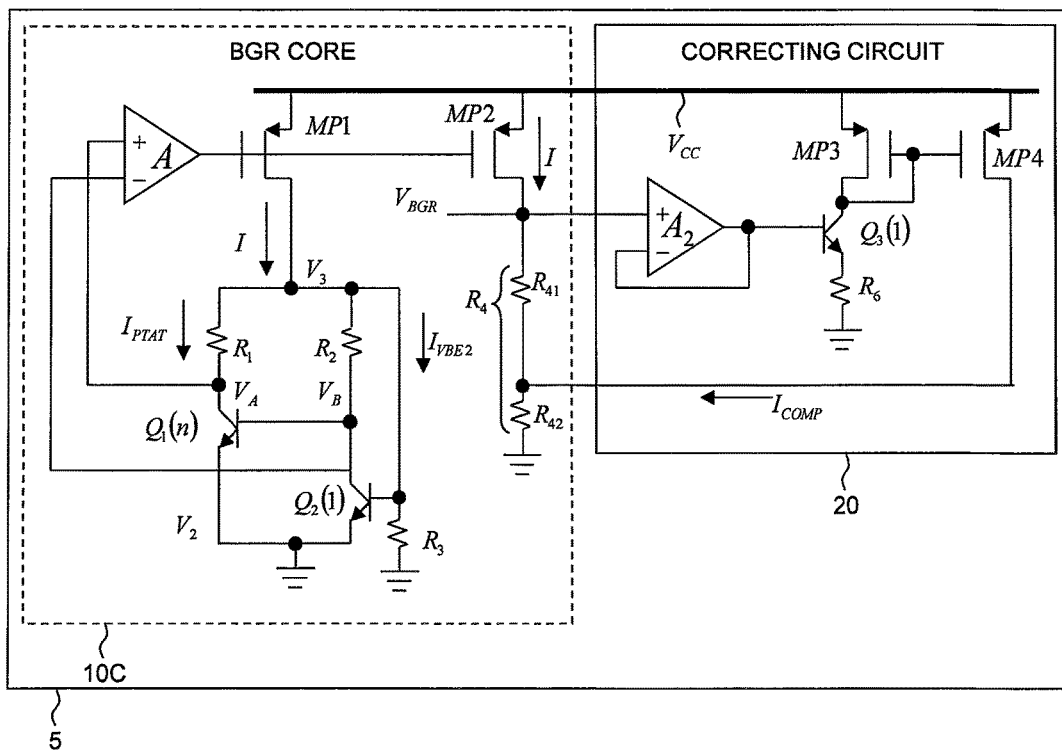 BGR CORE
CORRECTING CIRCUIT
MP1
MP2
V_CC
MP3
MP4
+
A
−
I
V_BGR
+
A_2
−
Q_3(1)
I
V_3
R_4
R_41
R_6
I_PTAT
R_1
R_2
I_VBE2
V_A
V_B
R_42
I_COMP
Q_1(n)
Q_2(1)
V_2
R_3
20
10C
5